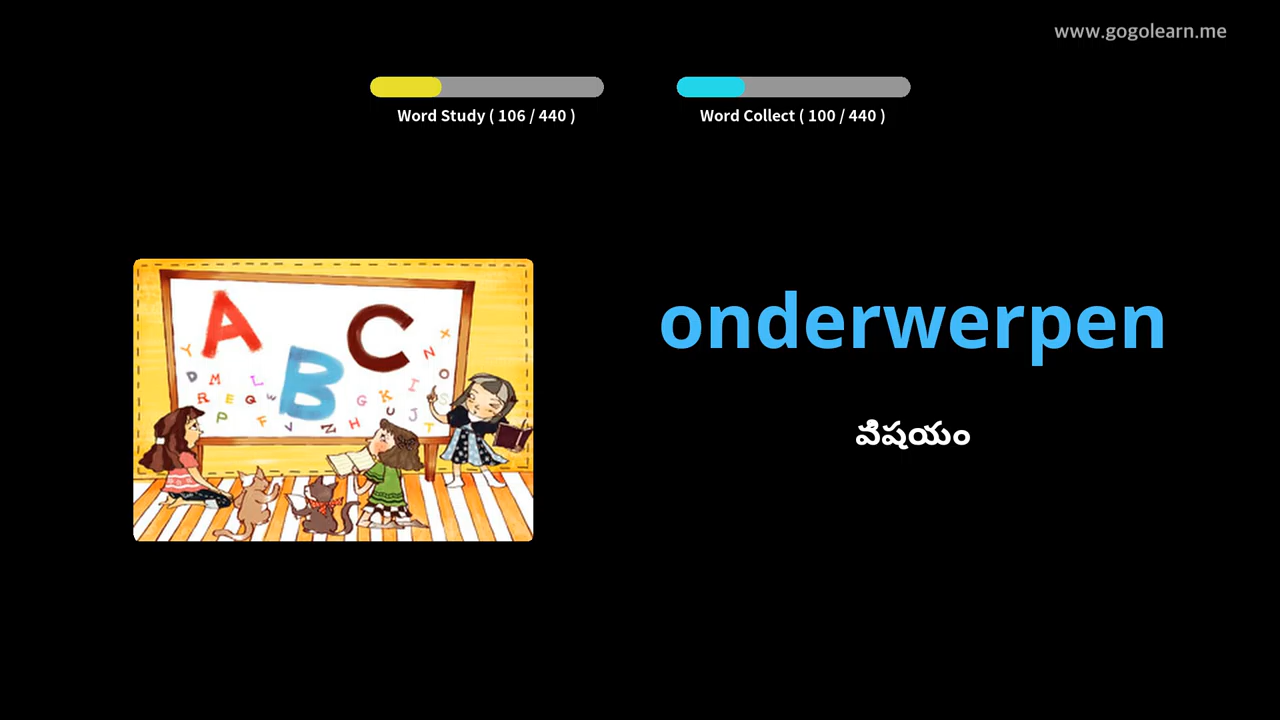 www.gogolearn.me
Word Study ( 106 / 440 )
Word Collect ( 100 / 440 )
onderwerpen
విషయం
A
B
C
X
Y
N
D
M
L
O
I
R
E
Q
W
G
K
S
P
F
V
Z
H
U
J
T